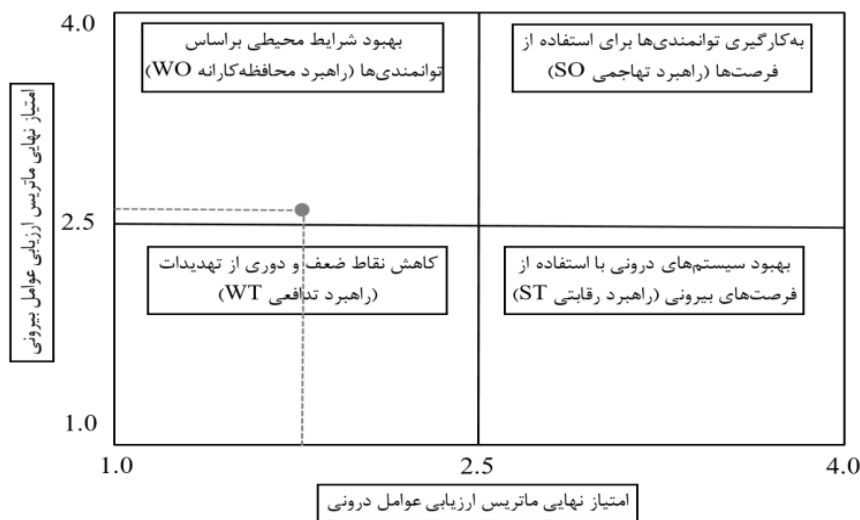 4.0
بهبود شرایط محیطی براساس
توانمندی‌ها (راهبرد محافظه‌کارانه WO)
به‌کارگیری توانمندی‌ها برای استفاده از
فرصت‌ها (راهبرد تهاجمی SO)
امتیاز نهایی ماتریس ارزیابی عوامل بیرونی
2.5
کاهش نقاط ضعف و دوری از تهدیدات
(راهبرد تدافعی WT)
بهبود سیستم‌های درونی با استفاده از
فرصت‌های بیرونی (راهبرد رقابتی ST)
1.0
1.0
2.5
4.0
امتیاز نهایی ماتریس ارزیابی عوامل درونی